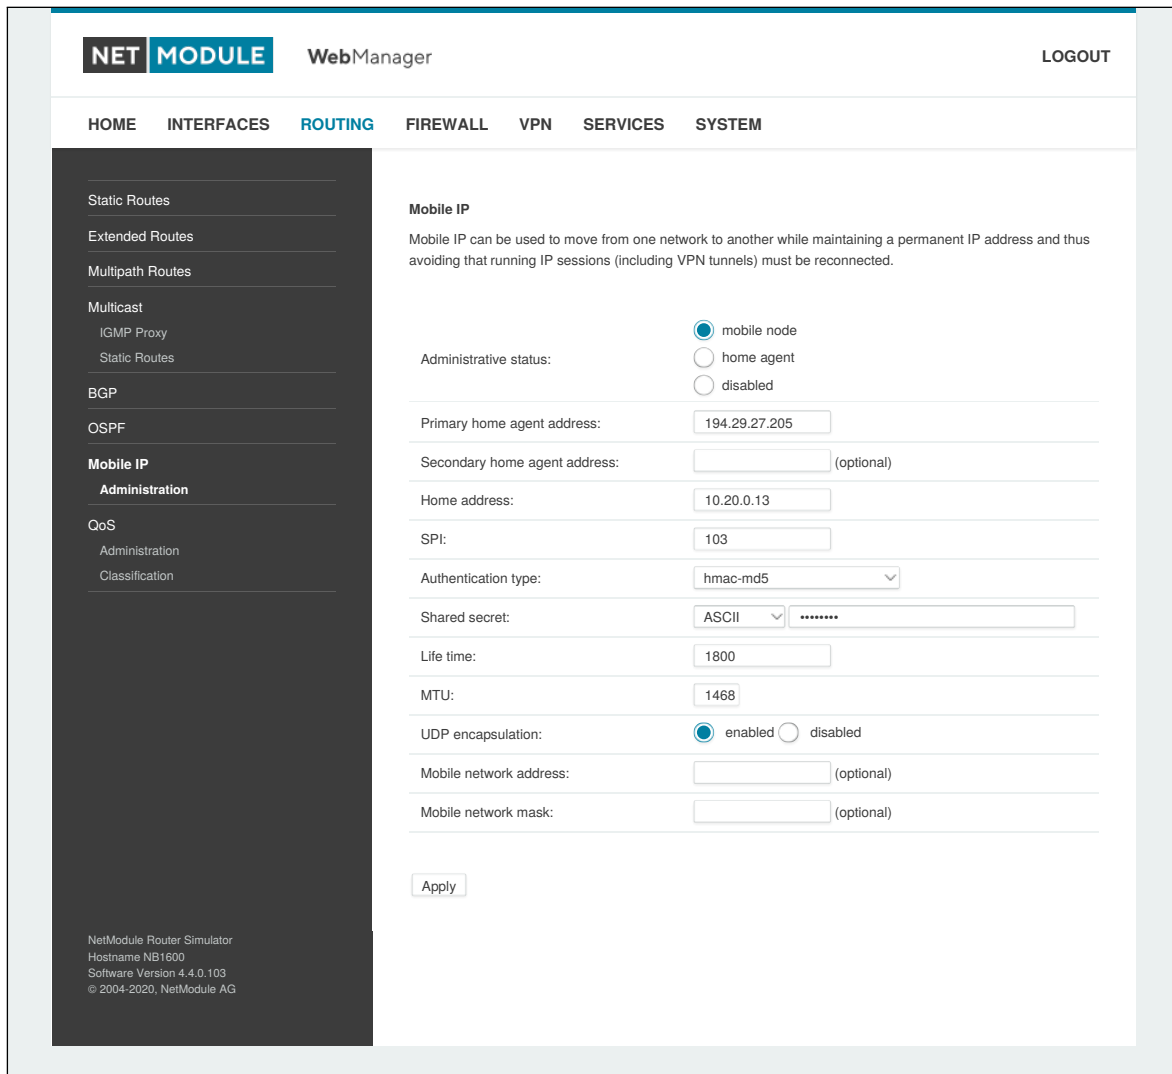 NET MODULE WebManager LOGOUT
HOME INTERFACES ROUTING FIREWALL VPN SERVICES SYSTEM
Static Routes
Extended Routes
Multipath Routes
Multicast
IGMP Proxy
Static Routes
BGP
OSPF
Mobile IP
Administration
QoS
Administration
Classification
NetModule Router Simulator
Hostname NB1600
Software Version 4.4.0.103
© 2004-2020, NetModule AG
Mobile IP
Mobile IP can be used to move from one network to another while maintaining a permanent IP address and thus
avoiding that running IP sessions (including VPN tunnels) must be reconnected.
mobile node
Administrative status: home agent
disabled
Primary home agent address: 194.29.27.205
Secondary home agent address: (optional)
Home address: 10.20.0.13
SPI: 103
Authentication type: hmac-md5
Shared secret: ASCII ••••••••
Life time: 1800
MTU: 1468
UDP encapsulation: enabled disabled
Mobile network address: (optional)
Mobile network mask: (optional)
Apply